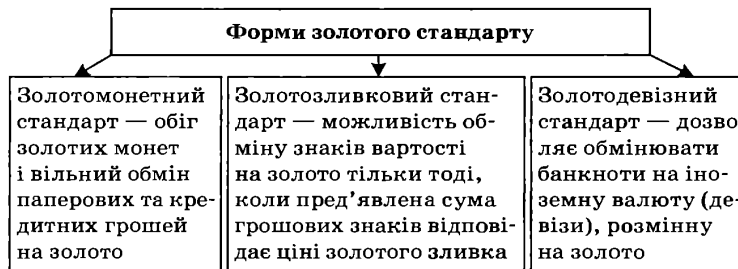 Форми золотого стандарту
Золотомонетний
стандарт — обіг
золотих монет
і вільний обмін
паперових та кре-
дитних грошей
на золото
Золотозливковий стан-
дарт — можливість об-
міну знаків вартості
на золото тільки тоді,
коли пред’явлена сума
грошових знаків відпові-
дає ціні золотого зливка
Золотодевізний
стандарт — дозво
ляє обмінювати
банкноти на іно-
земну валюту (де-
візи), розмінну
на золото